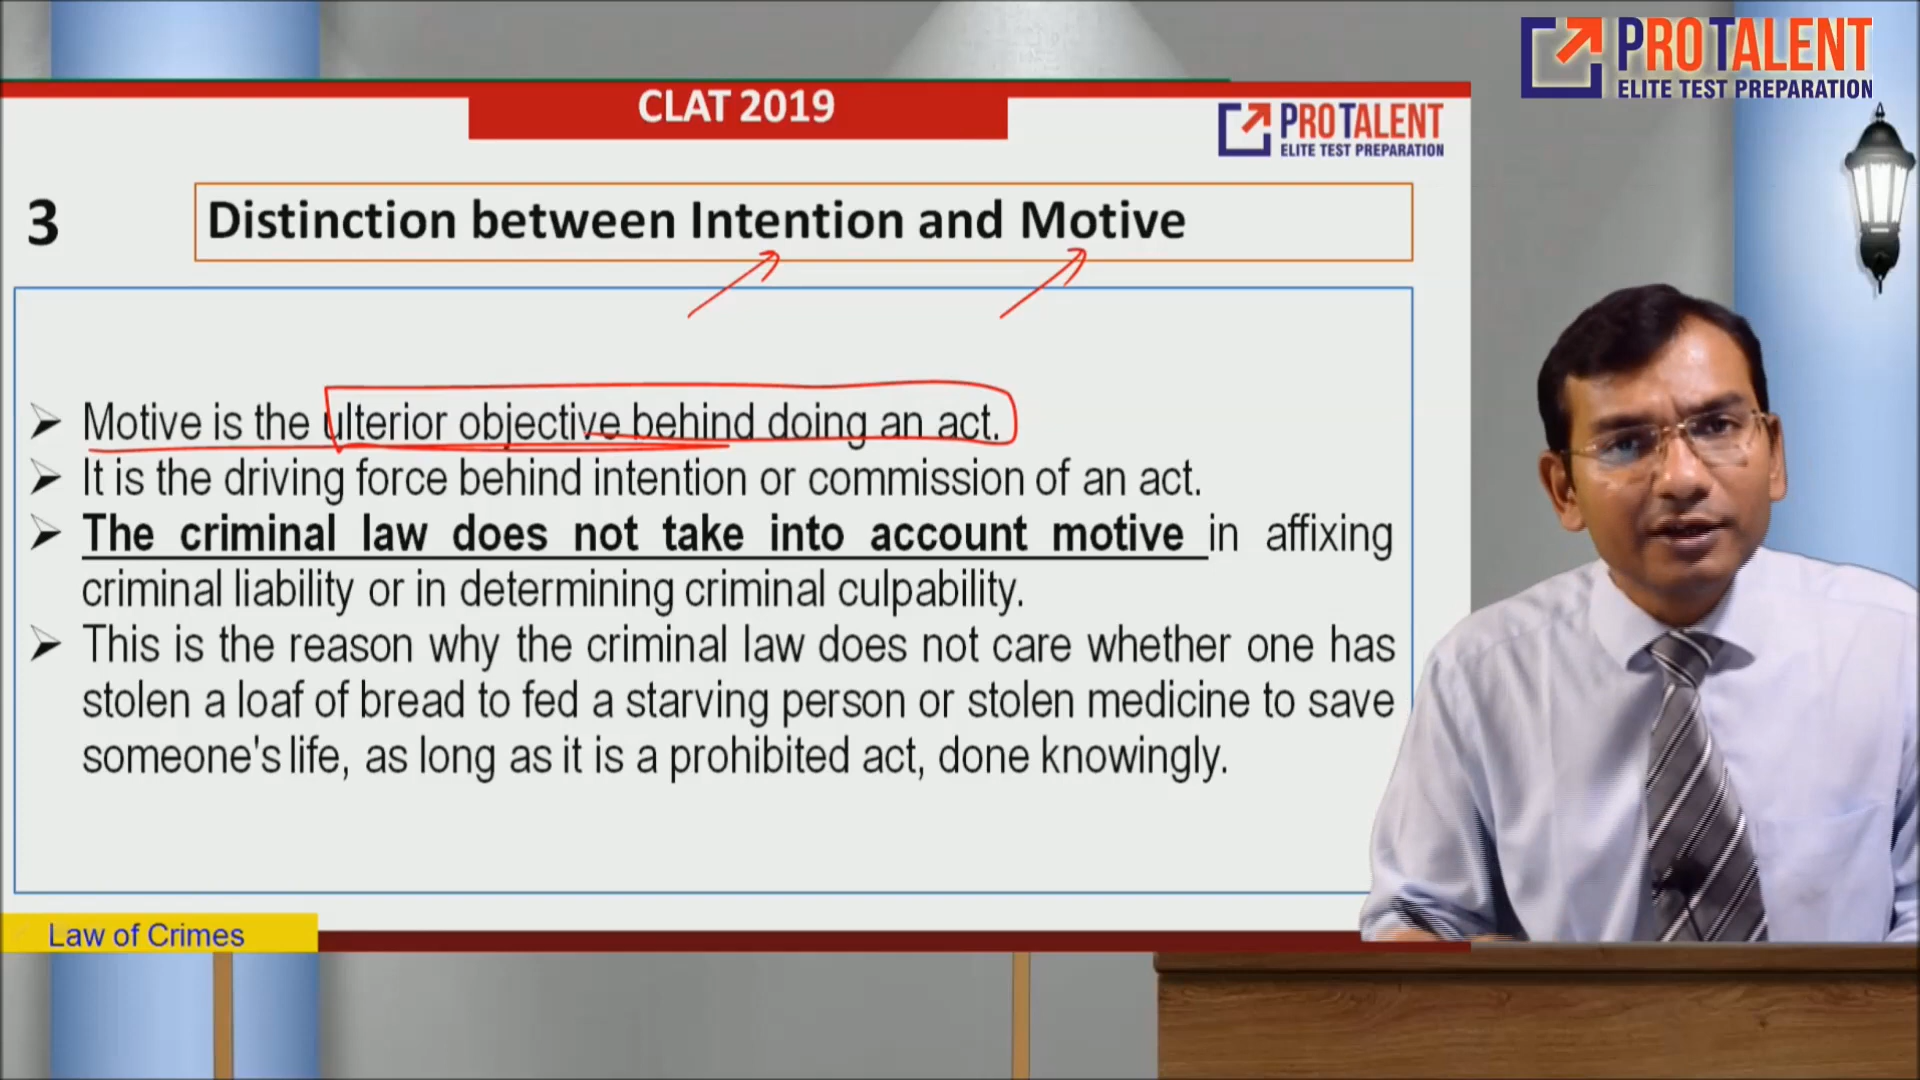 PROTALENT
ELITE TEST PREPARATION
CLAT 2019
PROTALENT
ELITE TEST PREPARATION
3
Distinction between Intention and Motive
Motive is the ulterior objective behind doing an act.
It is the driving force behind intention or commission of an act.
The criminal law does not take into account motive in affixing
criminal liability or in determining criminal culpability.
This is the reason why the criminal law does not care whether one has
stolen a loaf of bread to fed a starving person or stolen medicine to save
someone's life, as long as it is a prohibited act, done knowingly.
Law of Crimes